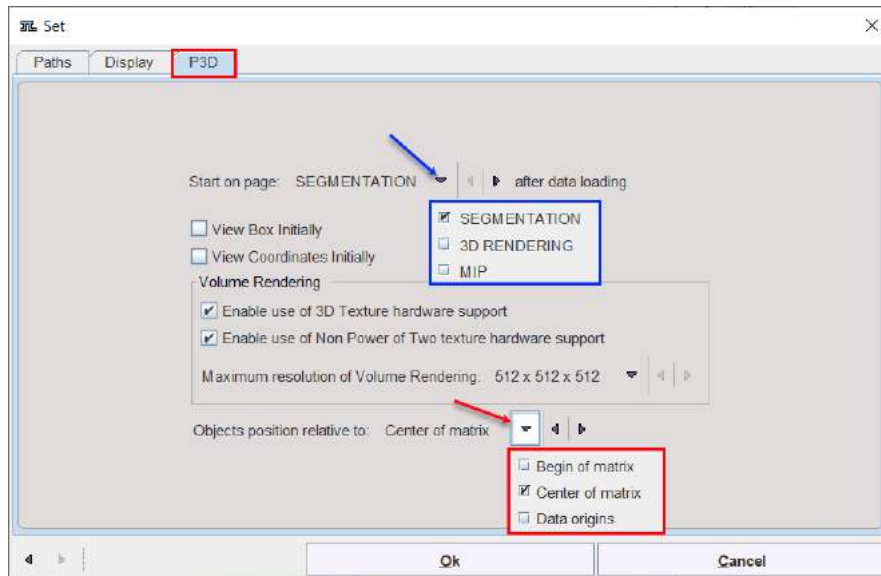 Set
Paths Display P3D
Start on page: SEGMENTATION after data loading
SEGMENTATION
3D RENDERING
MIP
View Box Initially
View Coordinates Initially
Volume Rendering
Enable use of 3D Texture hardware support
Enable use of Non Power of Two texture hardware support
Maximum resolution of Volume Rendering: 512 x 512 x 512
Objects position relative to: Center of matrix
Begin of matrix
Center of matrix
Data origins
Ok Cancel